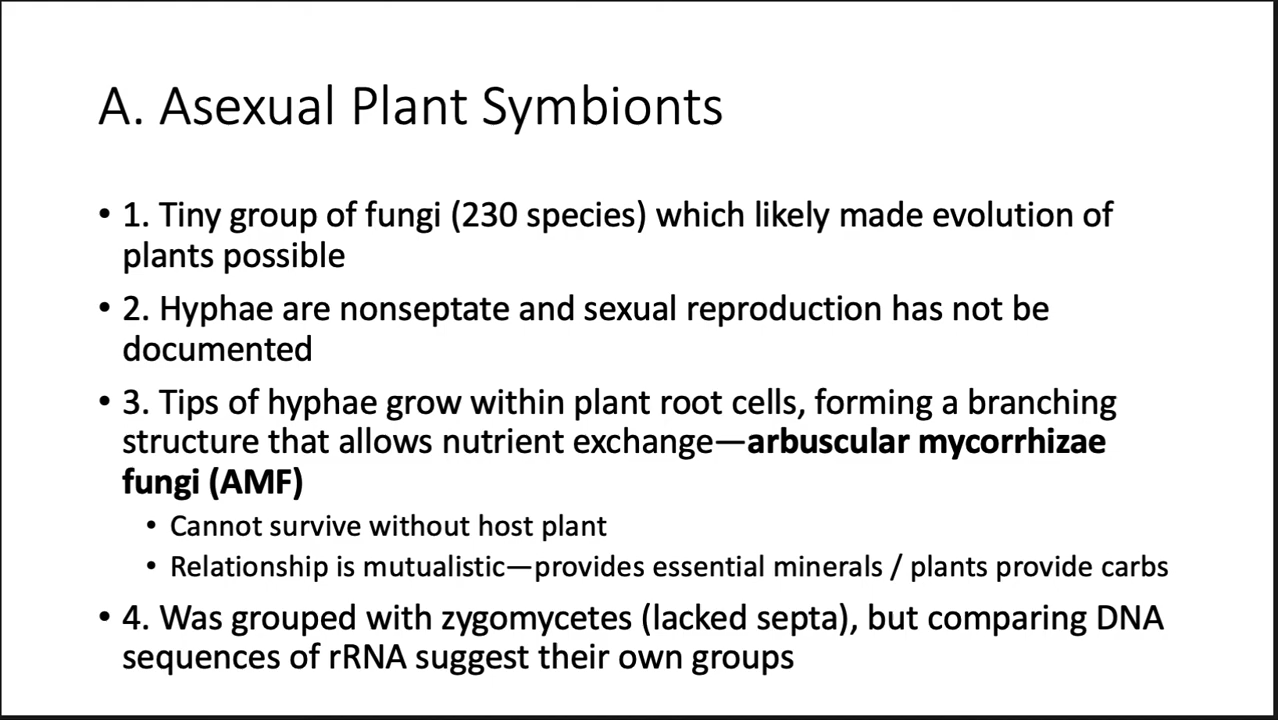 A. Asexual Plant Symbionts
• 1. Tiny group of fungi (230 species) which likely made evolution of
plants possible
• 2. Hyphae are nonseptate and sexual reproduction has not be
documented
• 3. Tips of hyphae grow within plant root cells, forming a branching
structure that allows nutrient exchange—arbuscular mycorrhizae
fungi (AMF)
• Cannot survive without host plant
• Relationship is mutualistic—provides essential minerals / plants provide carbs
• 4. Was grouped with zygomycetes (lacked septa), but comparing DNA
sequences of rRNA suggest their own groups